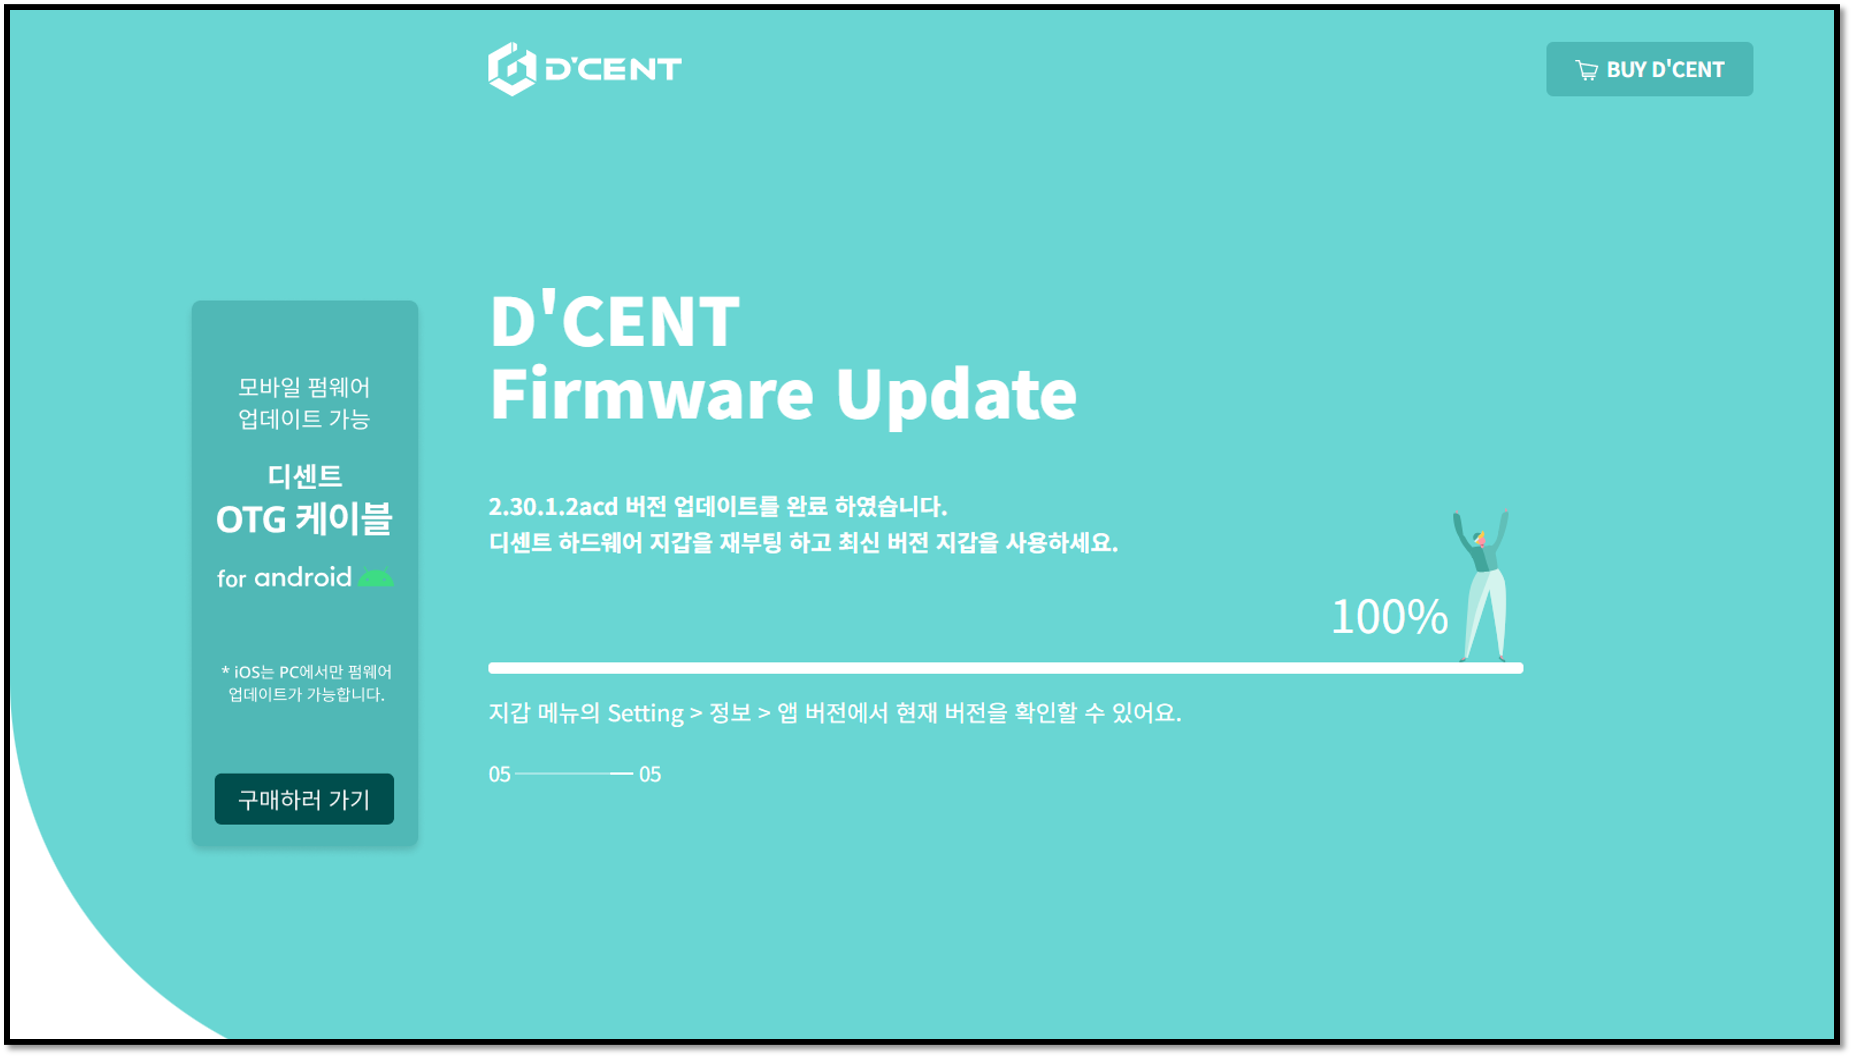 D'CENT
BUY D'CENT
모바일 펌웨어
업데이트 가능
디센트
OTG 케이블
for android
* iOS는 PC에서만 펌웨어
업데이트가 가능합니다.
구매하러 가기
D'CENT
Firmware Update
2.30.1.2acd 버전 업데이트를 완료 하였습니다.
디센트 하드웨어 지갑을 재부팅 하고 최신 버전 지갑을 사용하세요.
100%
지갑 메뉴의 Setting > 정보 > 앱 버전에서 현재 버전을 확인할 수 있어요.
05 05